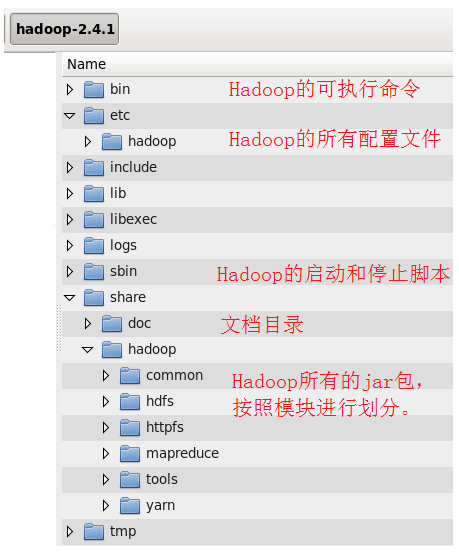 hadoop-2.4.1
Name
bin Hadoop的可执行命令
etc
hadoop Hadoop的所有配置文件
include
lib
libexec
logs
sbin Hadoop的启动和停止脚本
share
doc 文档目录
hadoop
common Hadoop所有的jar包，
hdfs 按照模块进行划分。
httpfs
mapreduce
tools
yarn
tmp